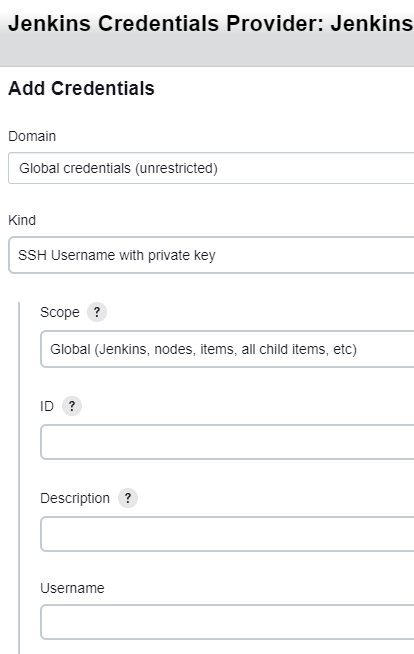 Jenkins Credentials Provider: Jenkins
Add Credentials
Domain
Global credentials (unrestricted)
Kind
SSH Username with private key
Scope ?
Global (Jenkins, nodes, items, all child items, etc)
ID ?
Description ?
Username